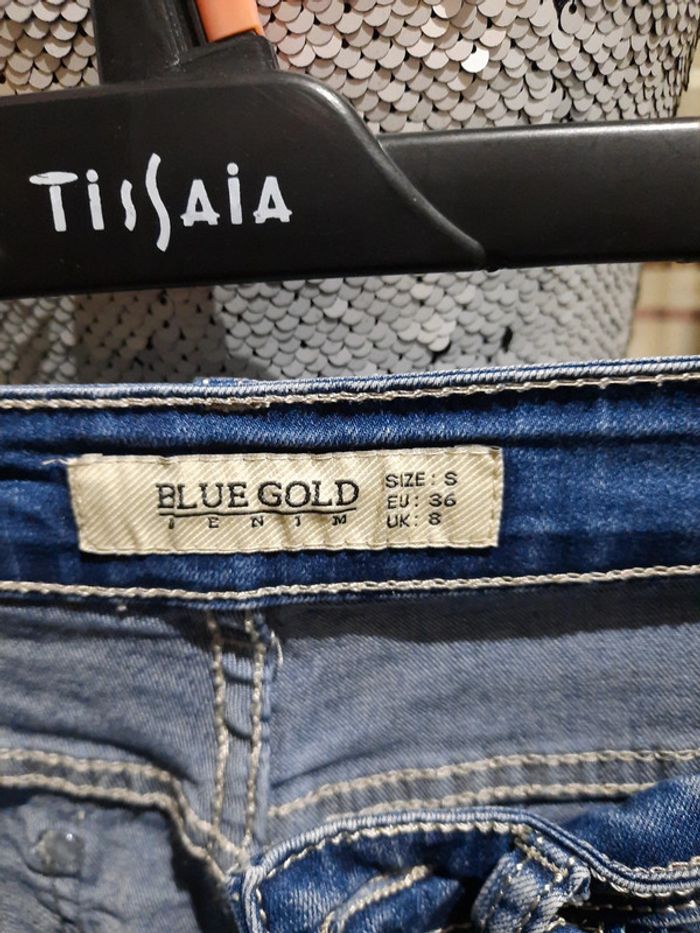 TISSAIA
BLUE GOLD
DENIM
SIZE : S
EU : 36
UK : 8